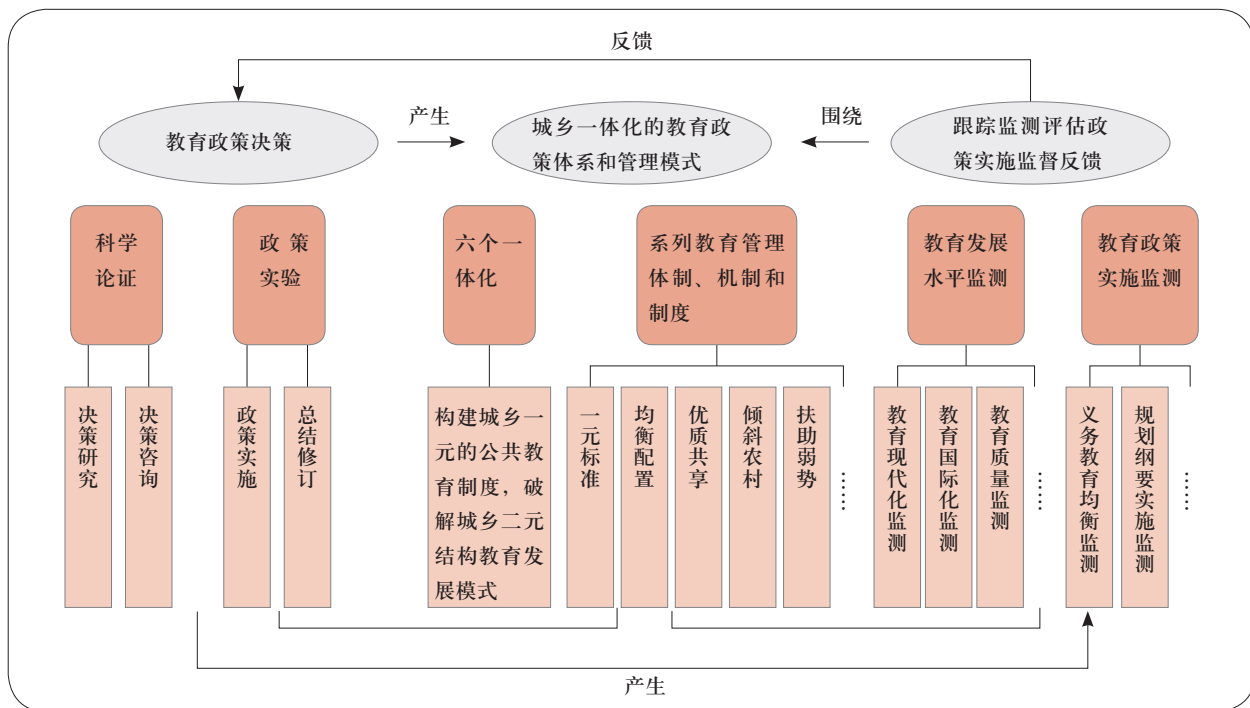 反馈
教育政策决策
产生
城乡一体化的教育政
策体系和管理模式
围绕
跟踪监测评估政
策实施监督反馈
科学
论证
政 策
实验
六个一
体化
系列教育管理
体制、机制和
制度
教育发展
水平监测
教育政策
实施监测
决策研究
决策咨询
政策实施
总结修订
构建城乡一
元的公共教
育制度，破
解城乡二元
结构教育发
展模式
一元标准
均衡配置
优质共享
倾斜农村
扶助弱势
……
教育现代化监测
教育国际化监测
教育质量监测
……
义务教育均衡监测
规划纲要实施监测
……
产生